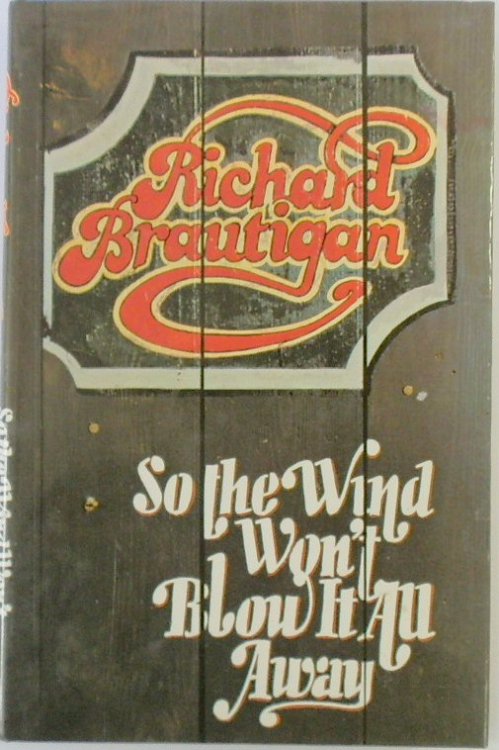 Richard
Brautigan
So the Wind
Won't
Blow It All
Away